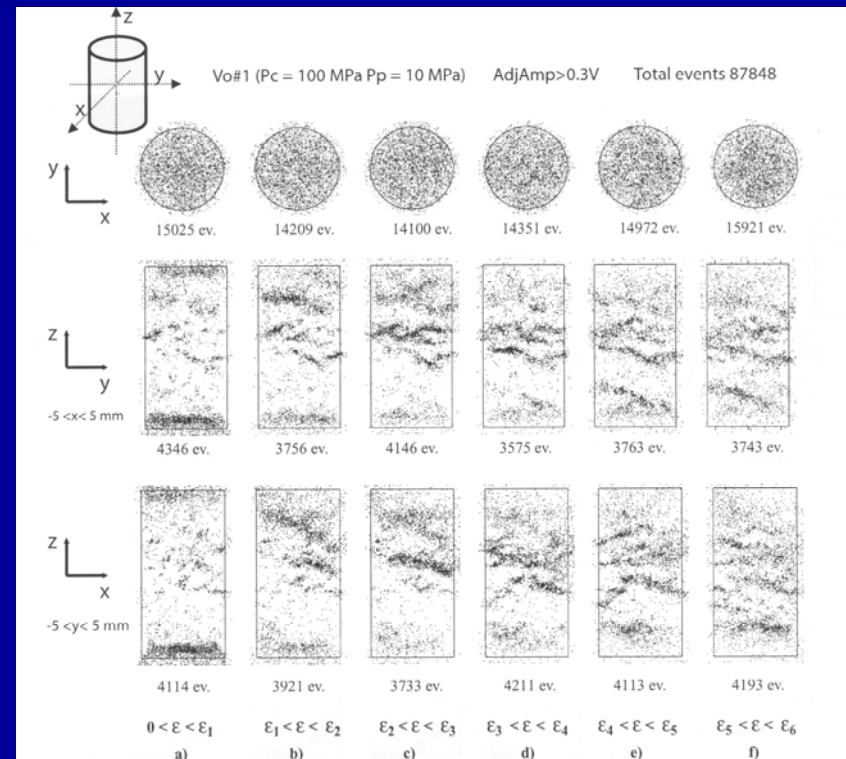 z
y
x
Vo#1 (Pc = 100 MPa Pp = 10 MPa) AdjAmp>0.3V Total events 87848
y
x
15025 ev. 14209 ev. 14100 ev. 14351 ev. 14972 ev. 15921 ev.
z
y
-5 <x< 5 mm
4346 ev. 3756 ev. 4146 ev. 3575 ev. 3763 ev. 3743 ev.
z
x
-5 <y< 5 mm
4114 ev. 3921 ev. 3733 ev. 4211 ev. 4113 ev. 4193 ev.
0 < ε < ε₁ ε₁ < ε < ε₂ ε₂ < ε < ε₃ ε₃ < ε < ε₄ ε₄ < ε < ε₅ ε₅ < ε < ε₆
a) b) c) d) e) f)